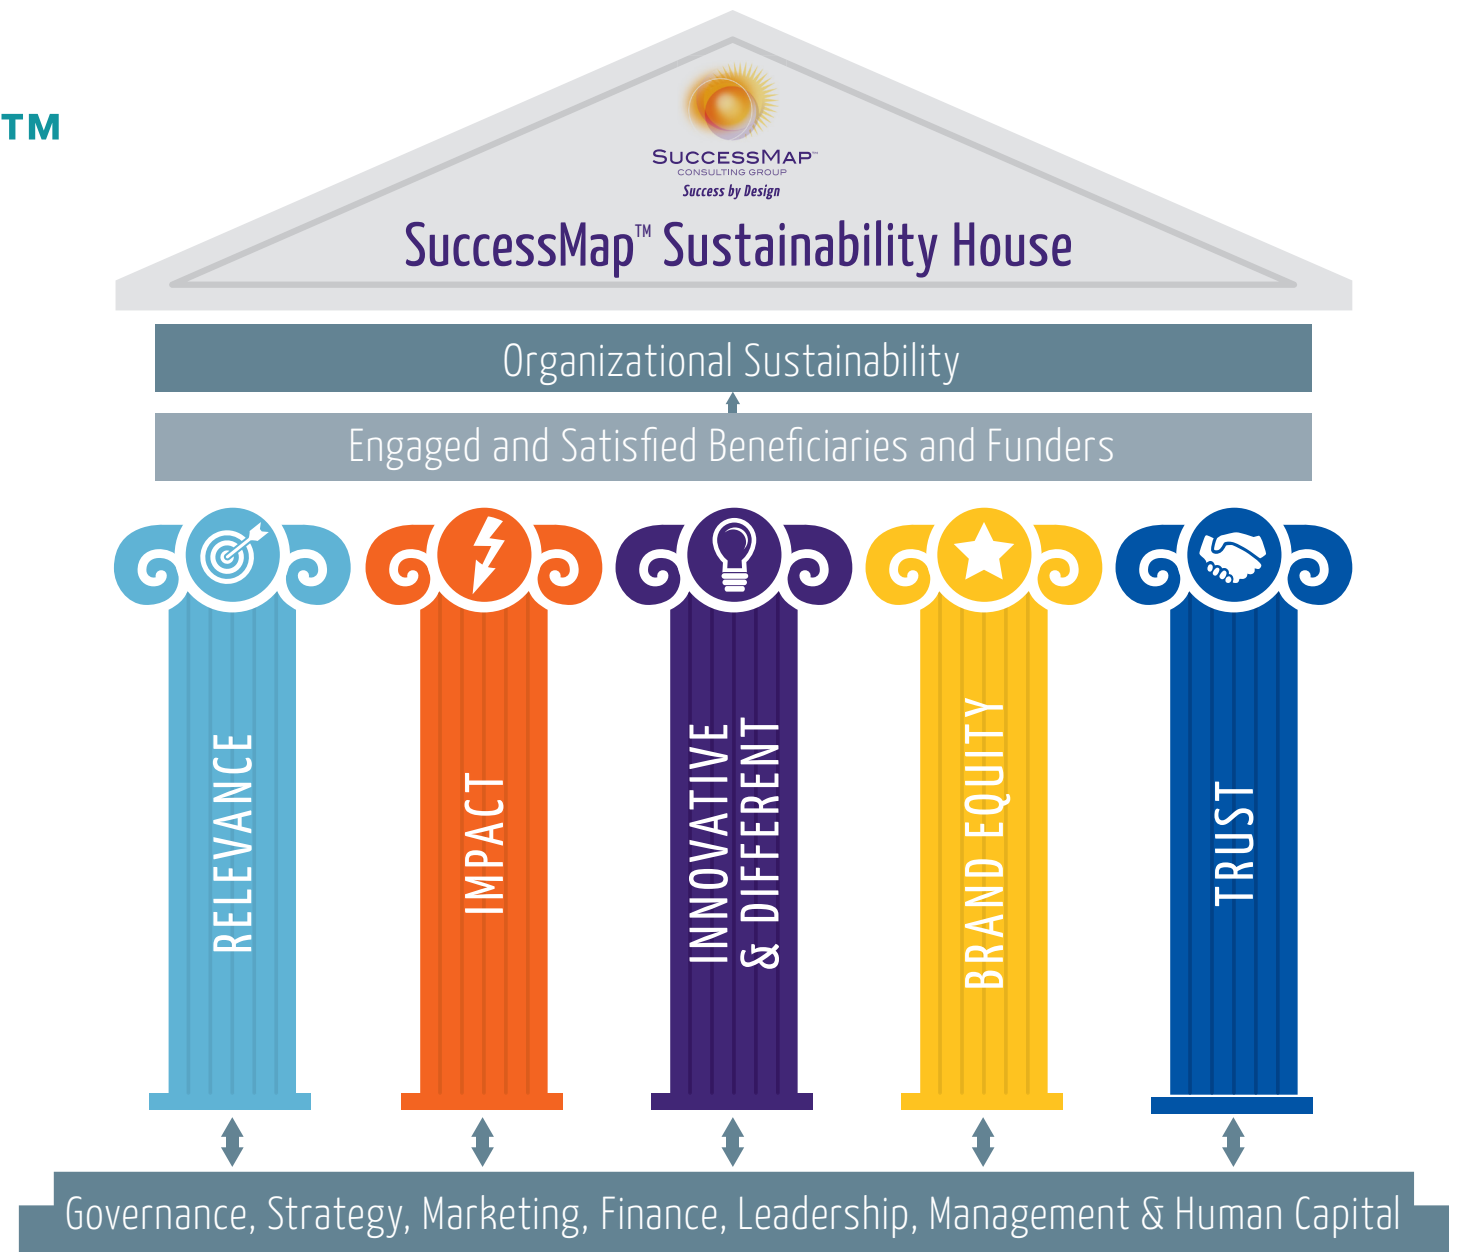 TM
SUCCESSMAP™
CONSULTING GROUP
Success by Design
SuccessMap™ Sustainability House
Organizational Sustainability
Engaged and Satisfied Beneficiaries and Funders
RELEVANCE
IMPACT
INNOVATIVE
& DIFFERENT
BRAND EQUITY
TRUST
Governance, Strategy, Marketing, Finance, Leadership, Management & Human Capital